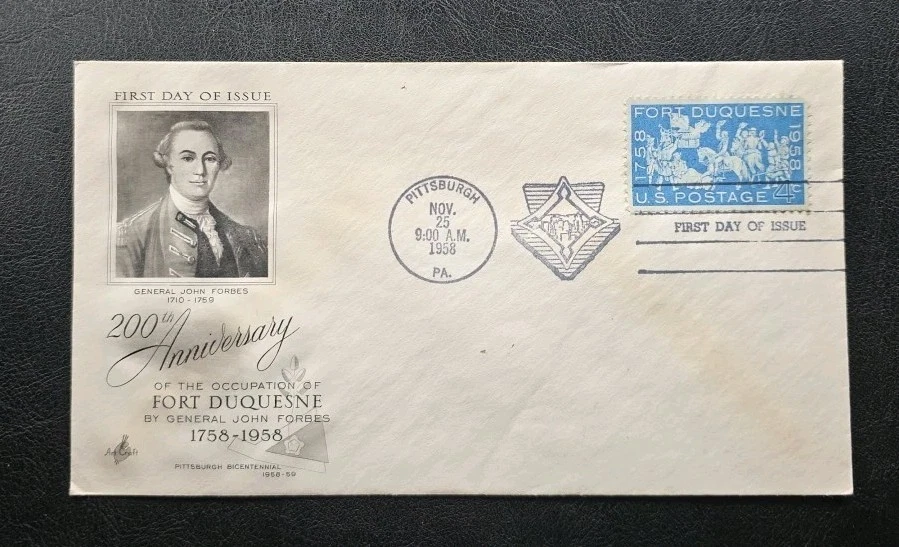 FIRST DAY OF ISSUE
GENERAL JOHN FORBES
1710 - 1759
200th Anniversary
OF THE OCCUPATION OF
FORT DUQUESNE
BY GENERAL JOHN FORBES
1758-1958
Art Craft
PITTSBURGH BICENTENNIAL
1958-59
PITTSBURGH
NOV.
25
9:00 A.M.
1958
PA.
FORT DUQUESNE
1758
1958
U.S. POSTAGE 4c
FIRST DAY OF ISSUE